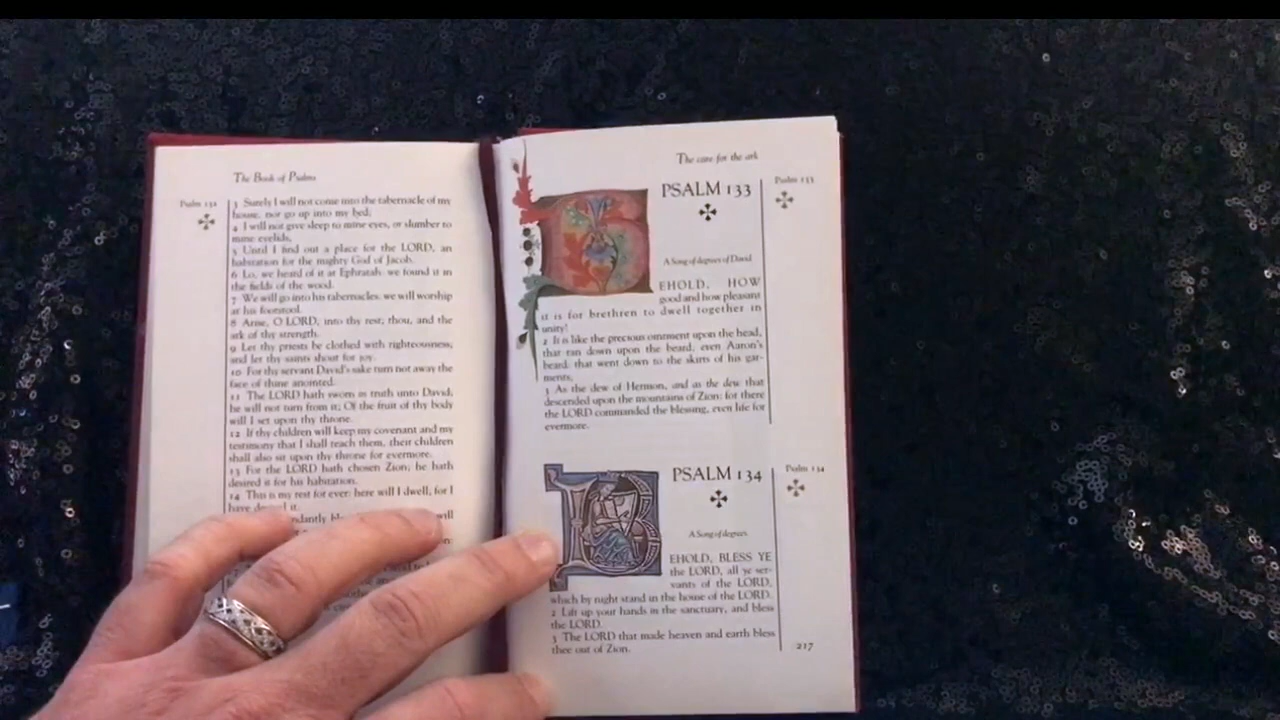 The Book of Psalms
Psalm 132
3 Surely I will not come into the tabernacle of my
house, nor go up into my bed;
4 I will not give sleep to mine eyes, or slumber to
mine eyelids,
5 Until I find out a place for the LORD, an
habitation for the mighty God of Jacob.
6 Lo, we heard of it at Ephratah: we found it in
the fields of the wood.
7 We will go into his tabernacles: we will worship
at his footstool.
8 Arise, O LORD, into thy rest; thou, and the
ark of thy strength.
9 Let thy priests be clothed with righteousness;
and let thy saints shout for joy.
10 For thy servant David's sake turn not away the
face of thine anointed.
11 The LORD hath sworn in truth unto David;
he will not turn from it; Of the fruit of thy body
will I set upon thy throne.
12 If thy children will keep my covenant and my
testimony that I shall teach them, their children
shall also sit upon thy throne for evermore.
13 For the LORD hath chosen Zion; he hath
desired it for his habitation.
14 This is my rest for ever: here will I dwell; for I
have it.
will
The care for the ark
PSALM 133
Psalm 133
A Song of degrees of David.
EHOLD, HOW
good and how pleasant
it is for brethren to dwell together in
unity!
2 It is like the precious ointment upon the head,
that ran down upon the beard, even Aaron's
beard: that went down to the skirts of his gar-
ments;
3 As the dew of Hermon, and as the dew that
descended upon the mountains of Zion: for there
the LORD commanded the blessing, even life for
evermore.
PSALM 134
Psalm 134
A Song of degrees.
B
EHOLD, BLESS YE
the LORD, all ye ser-
vants of the LORD,
which by night stand in the house of the LORD.
2 Lift up your hands in the sanctuary, and bless
the LORD.
3 The LORD that made heaven and earth bless
thee out of Zion.
217